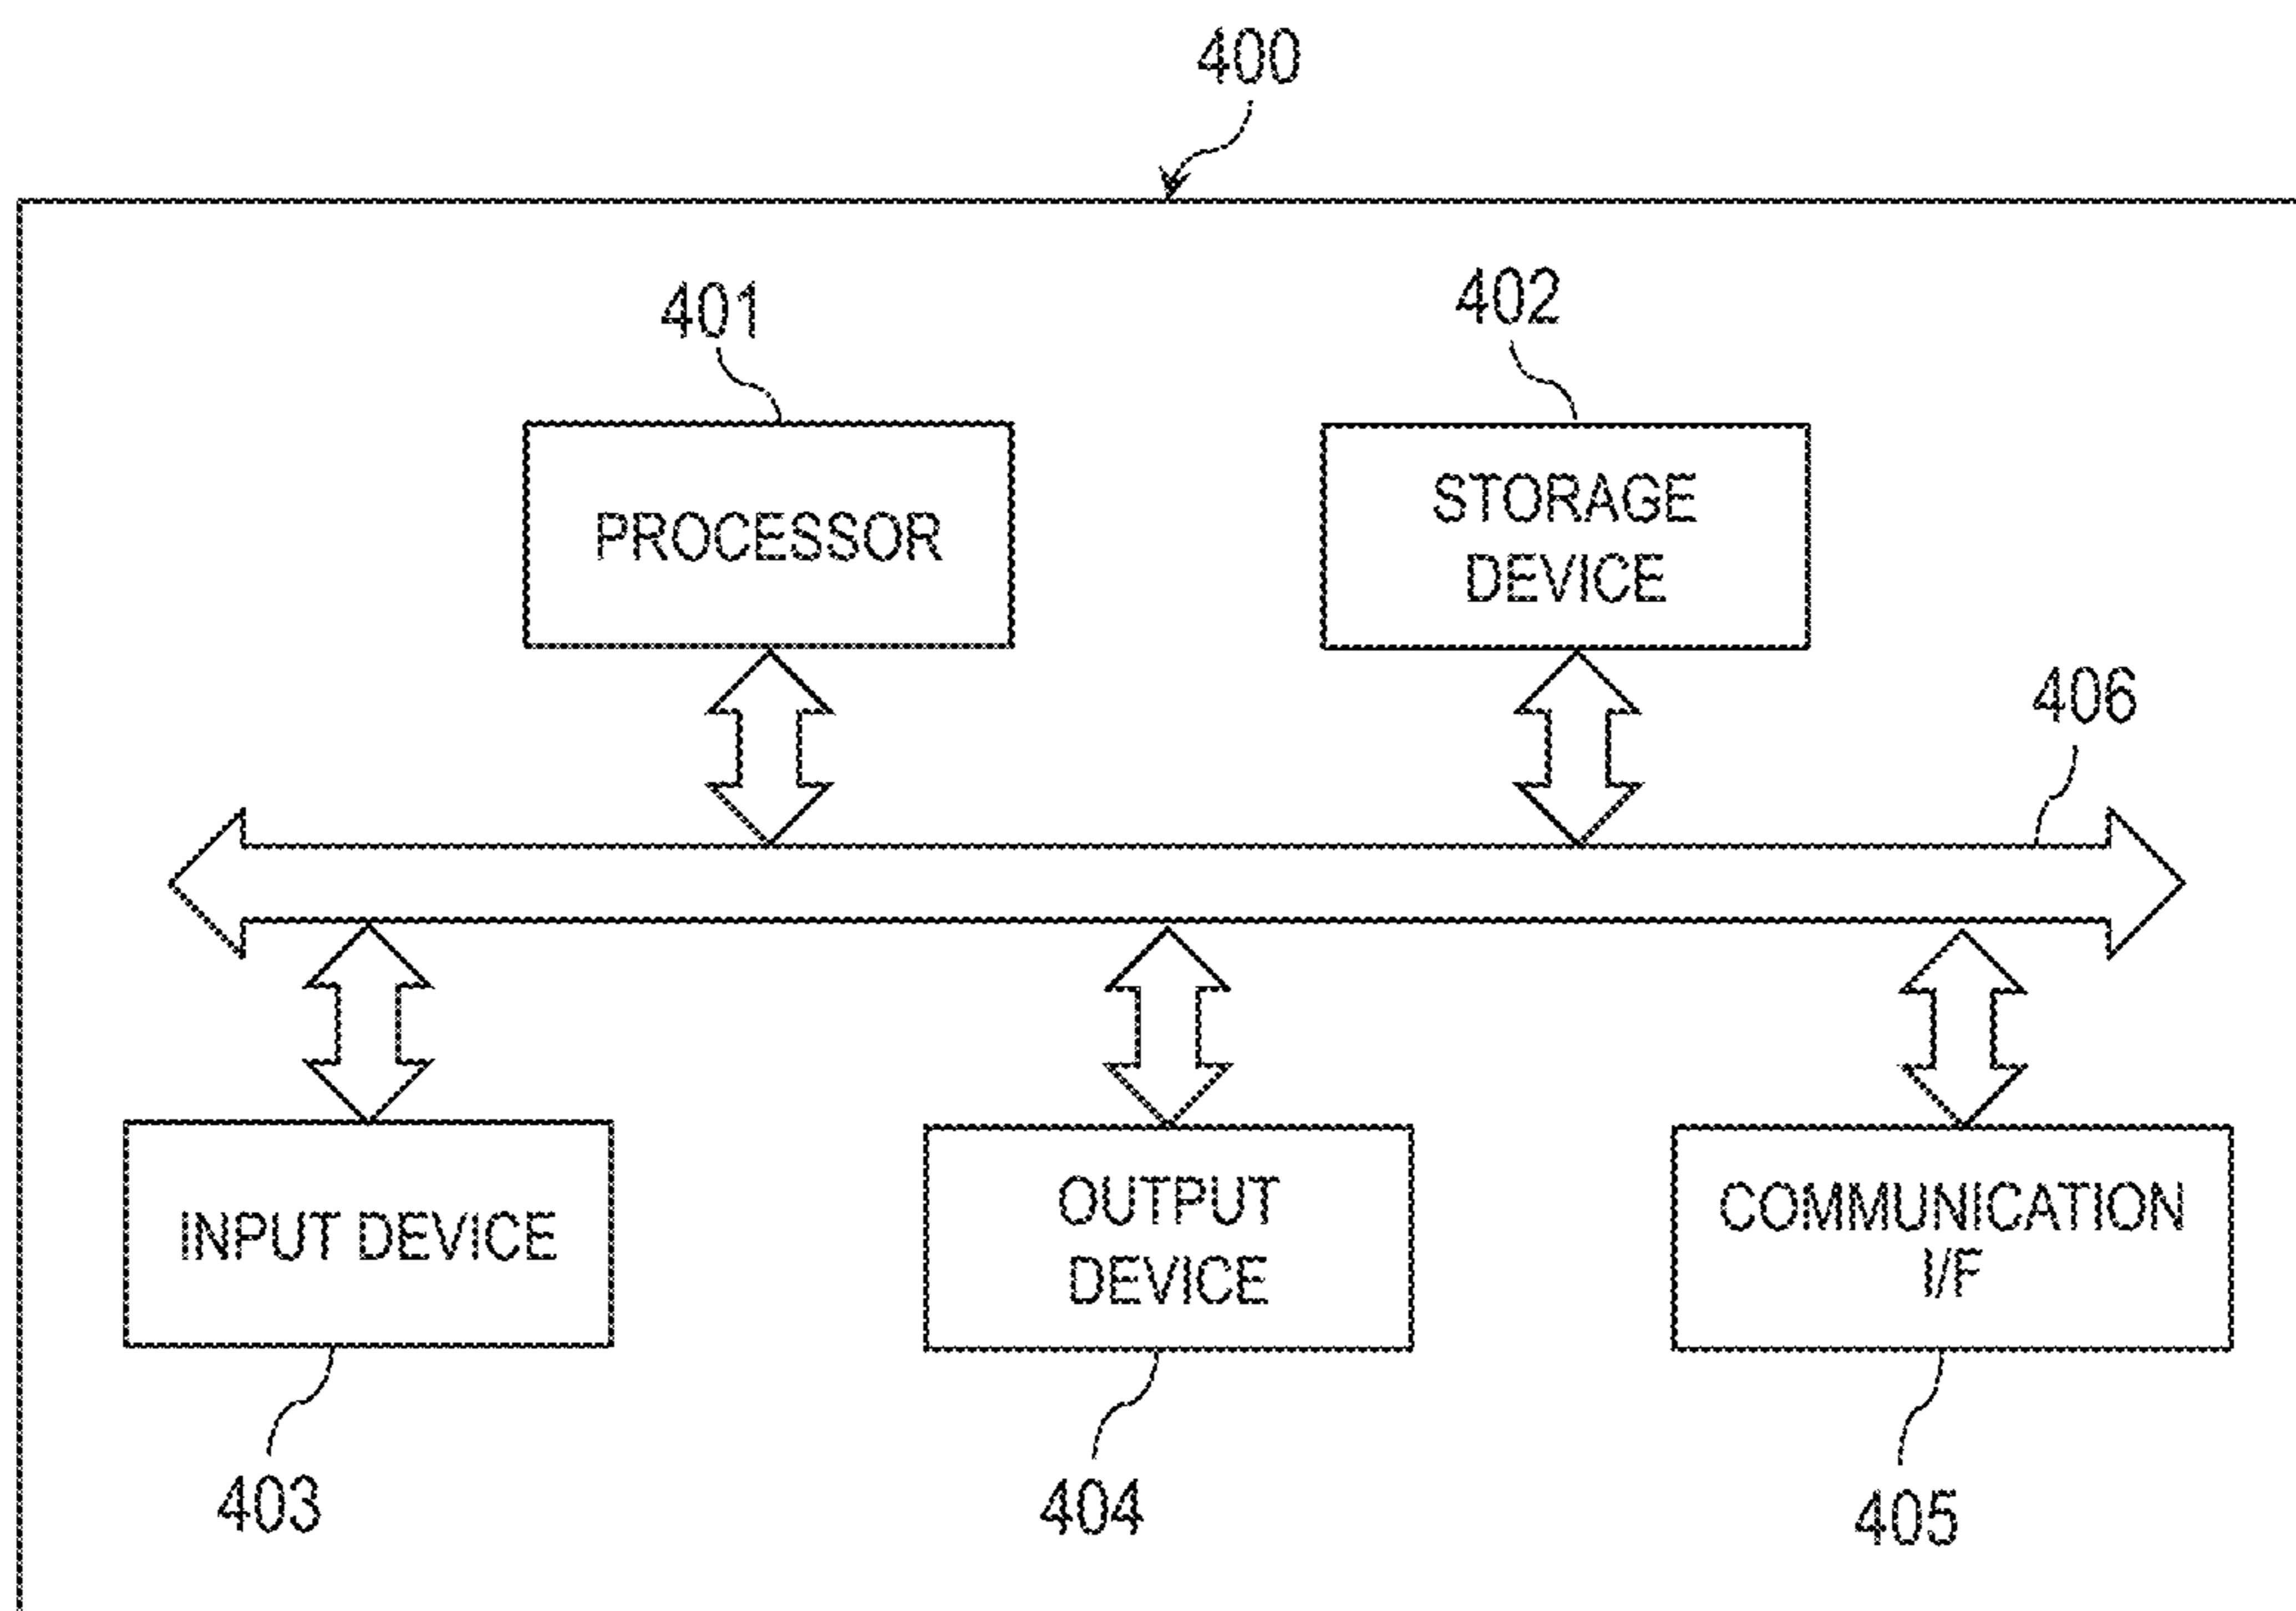 400
401
402
PROCESSOR
STORAGE
DEVICE
406
INPUT DEVICE
OUTPUT
DEVICE
COMMUNICATION
I/F
403
404
405